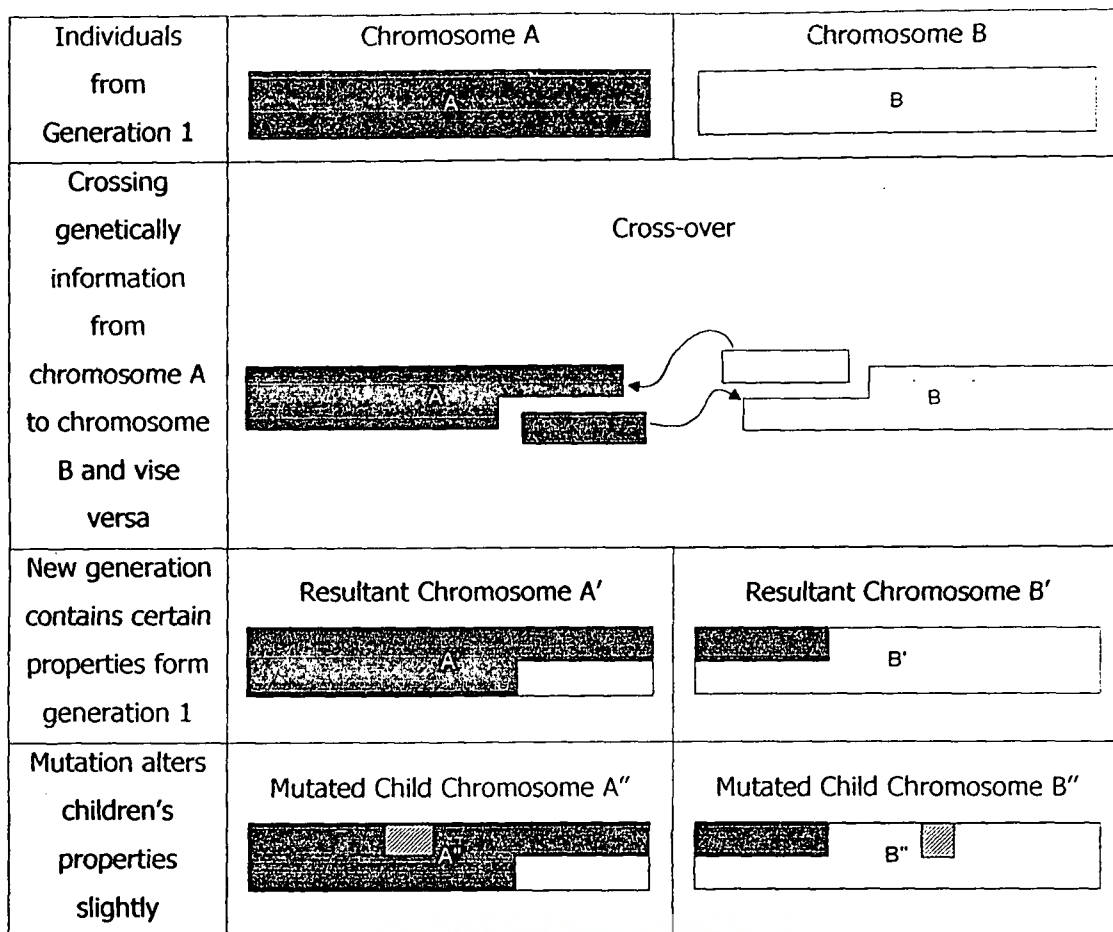 Individuals
from
Generation 1
Chromosome A
A
Chromosome B
B
Crossing
genetically
information
from
chromosome A
to chromosome
B and vise
versa
Cross-over
A
B
New generation
contains certain
properties form
generation 1
Resultant Chromosome A'
A'
Resultant Chromosome B'
B'
Mutation alters
children's
properties
slightly
Mutated Child Chromosome A"
A"
Mutated Child Chromosome B"
B"